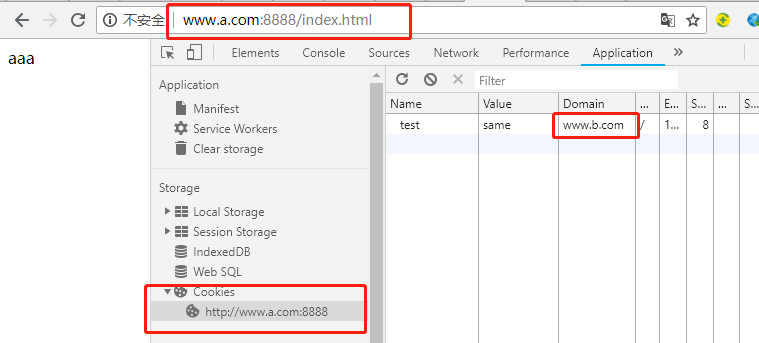 不安全 www.a.com:8888/index.html
aaa
Elements Console Sources Network Performance Application »
Application
Manifest
Service Workers
Clear storage
Storage
Local Storage
Session Storage
IndexedDB
Web SQL
Cookies
http://www.a.com:8888
Filter
Name Value Domain ... E... S... ... S...
test same www.b.com / 1... 8